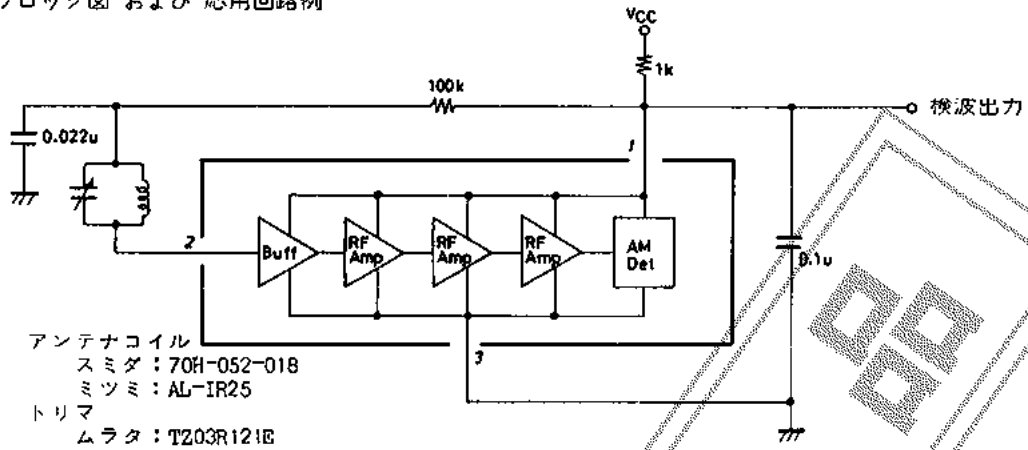 ブロック図 および 応用回路例
VCC
1k
100k
検波出力
0.022u
1
2
Buff
RF Amp
RF Amp
RF Amp
AM Det
0.1u
3
アンテナコイル
スミダ：70H-052-018
ミツミ：AL-IR25
トリマ
ムラタ：TZ03R121E